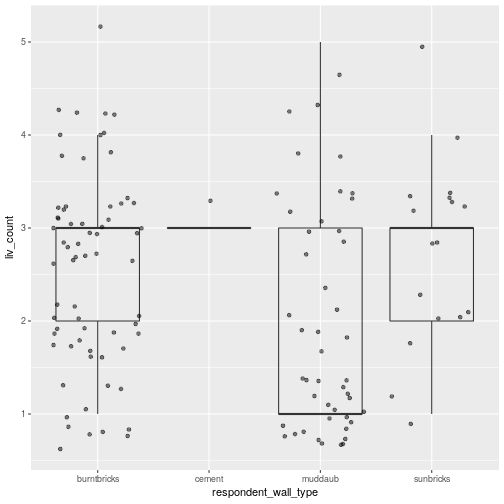 5
4
3
2
1
liv_count
burntbricks cement muddaub sunbricks
respondent_wall_type